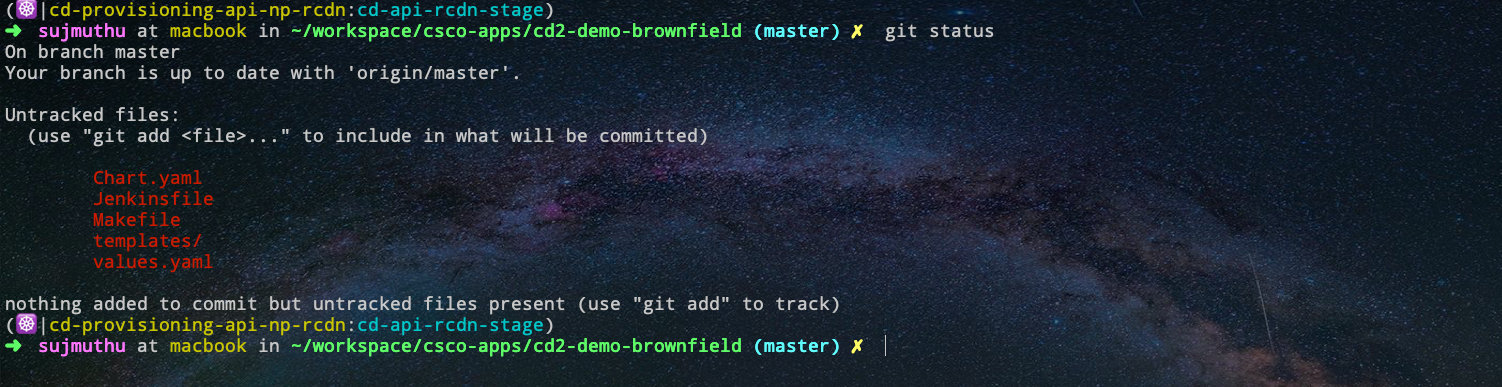 (☸|cd-provisioning-api-np-rcdn:cd-api-rcdn-stage)
➜ sujmuthu at macbook in ~/workspace/csco-apps/cd2-demo-brownfield (master) ✗ git status
On branch master
Your branch is up to date with 'origin/master'.
Untracked files:
(use "git add <file>..." to include in what will be committed)
Chart.yaml
Jenkinsfile
Makefile
templates/
values.yaml
nothing added to commit but untracked files present (use "git add" to track)
(☸|cd-provisioning-api-np-rcdn:cd-api-rcdn-stage)
➜ sujmuthu at macbook in ~/workspace/csco-apps/cd2-demo-brownfield (master) ✗